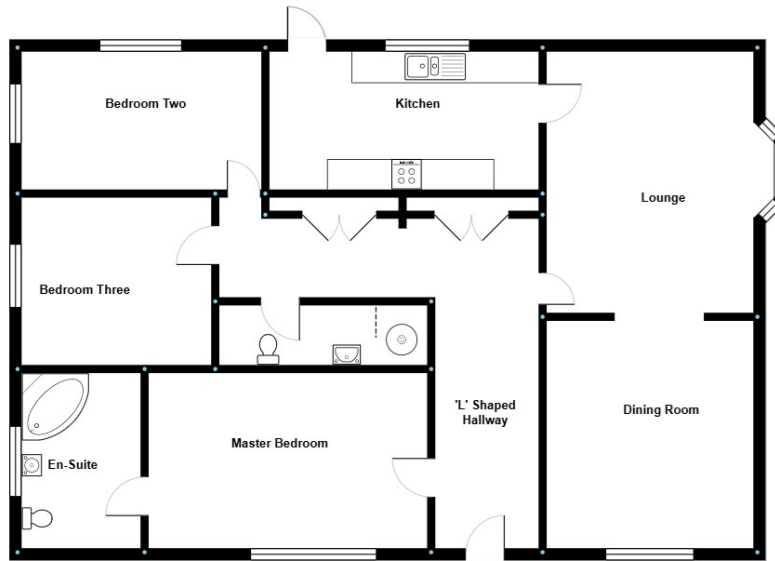 Bedroom Two
Kitchen
Lounge
Bedroom Three
'L' Shaped
Hallway
Dining Room
Master Bedroom
En-Suite